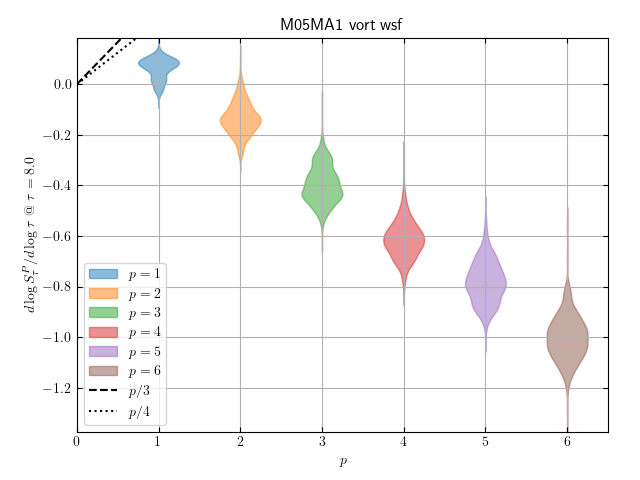 M05MA1 vort wsf
d log S_τ^P / d log τ @ τ = 8.0
0.0
−0.2
−0.4
−0.6
−0.8
−1.0
−1.2
p = 1
p = 2
p = 3
p = 4
p = 5
p = 6
p/3
p/4
0 1 2 3 4 5 6
p